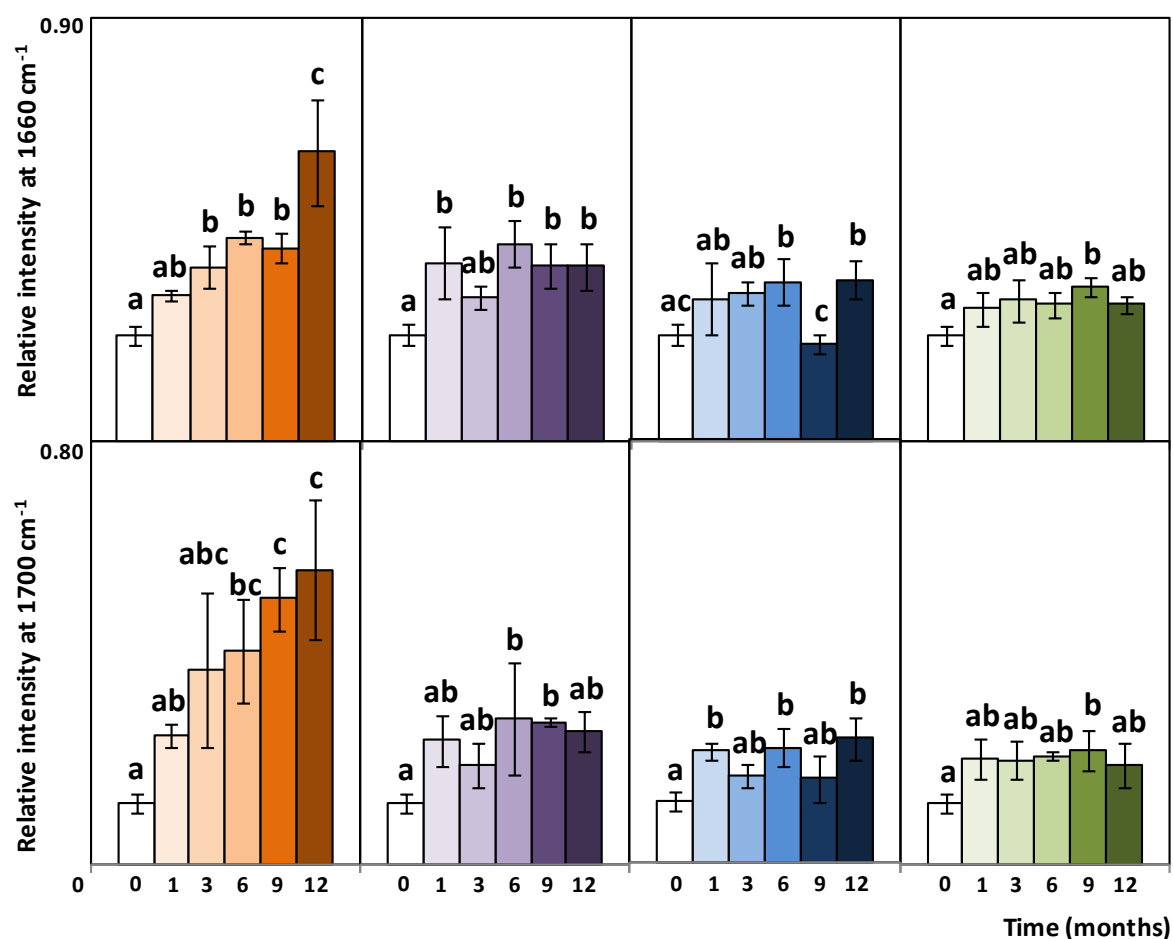 0.90
Relative intensity at 1660 cm⁻¹
a ab b b b c
a b ab b b b
ac ab ab b c b
a ab ab ab b ab
0.80
Relative intensity at 1700 cm⁻¹
a ab abc bc c c
a ab ab b b ab
a b ab b ab b
a ab ab ab b ab
0
0 1 3 6 9 12
0 1 3 6 9 12
0 1 3 6 9 12
0 1 3 6 9 12
Time (months)